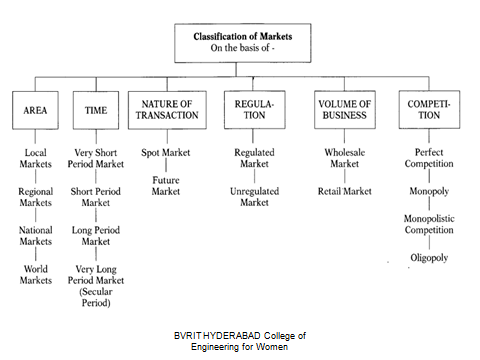 Classification of Markets
On the basis of -
AREA
TIME
NATURE OF
TRANSACTION
REGULA-
TION
VOLUME OF
BUSINESS
COMPETI-
TION
Local
Markets
Regional
Markets
National
Markets
World
Markets
Very Short
Period Market
Short Period
Market
Long Period
Market
Very Long
Period Market
(Secular
Period)
Spot Market
Future
Market
Regulated
Market
Unregulated
Market
Wholesale
Market
Retail Market
Perfect
Competition
Monopoly
Monopolistic
Competition
Oligopoly
BVRIT HYDERABAD College of
Engineering for Women